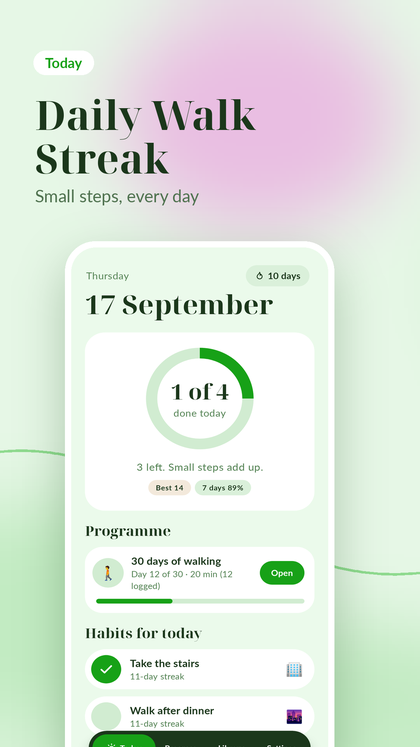 Today
Daily Walk
Streak
Small steps, every day
Thursday
10 days
17 September
1 of 4
done today
3 left. Small steps add up.
Best 14
7 days 89%
Programme
30 days of walking
Day 12 of 30 · 20 min (12
logged)
Open
Habits for today
Take the stairs
11-day streak
Walk after dinner
11-day streak